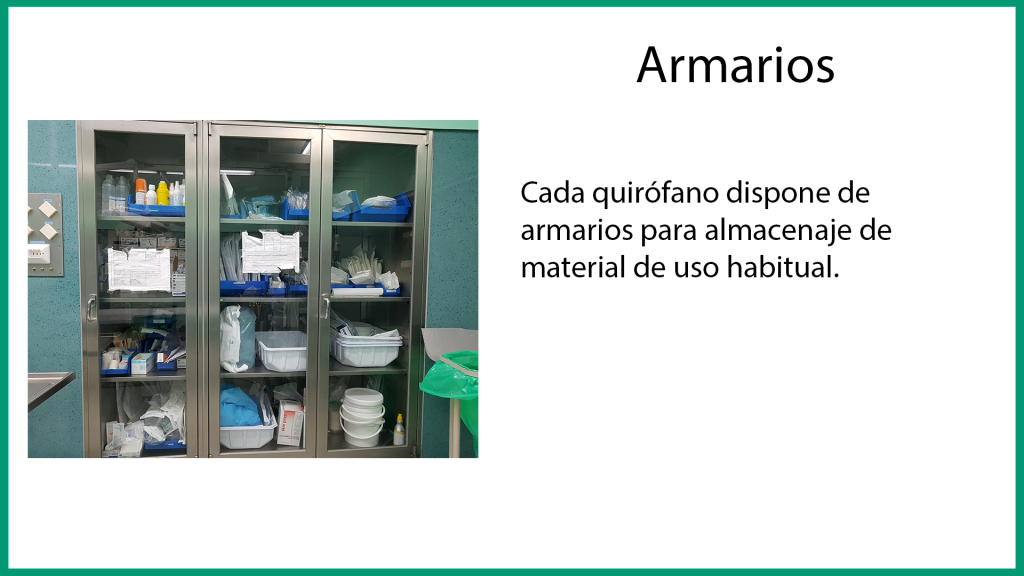 Armarios
Cada quirófano dispone de
armarios para almacenaje de
material de uso habitual.